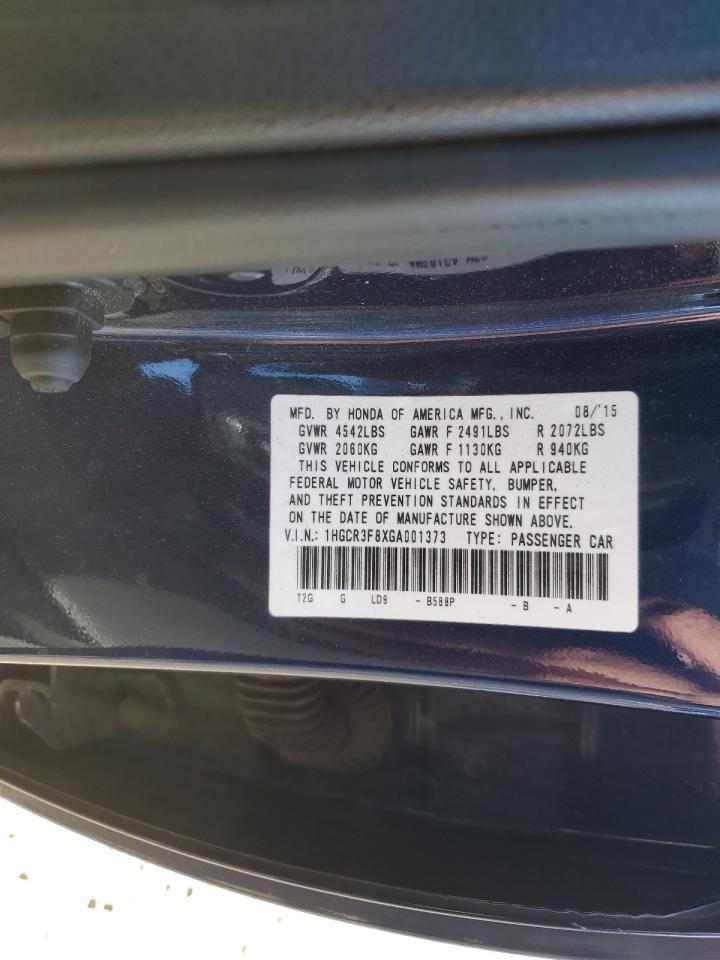 MFD. BY HONDA OF AMERICA MFG., INC. 08/'15
GVWR 4542LBS GAWR F 2491LBS R 2072LBS
GVWR 2060KG GAWR F 1130KG R 940KG
THIS VEHICLE CONFORMS TO ALL APPLICABLE
FEDERAL MOTOR VEHICLE SAFETY, BUMPER,
AND THEFT PREVENTION STANDARDS IN EFFECT
ON THE DATE OF MANUFACTURE SHOWN ABOVE.
V.I.N.: 1HGCR3F8XGA001373 TYPE: PASSENGER CAR
T2G G LD9 - B588P - B - A